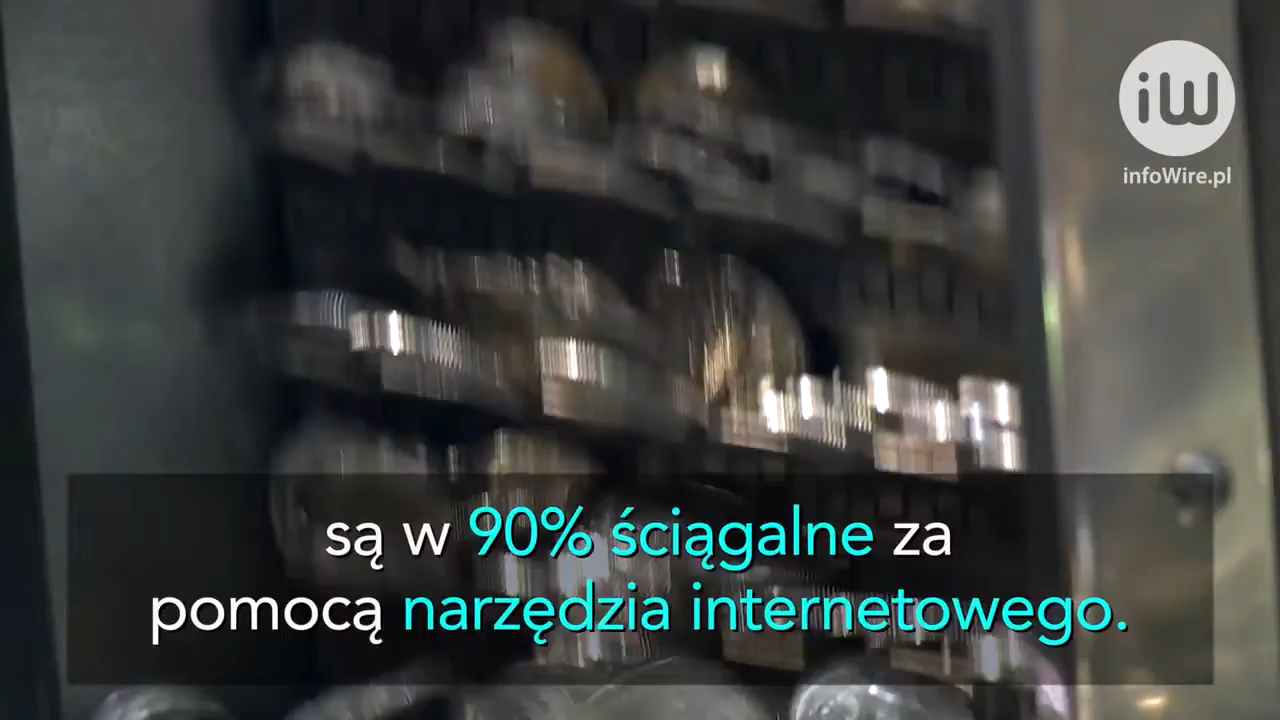 iW
infoWire.pl
są w 90% ściągalne za
pomocą narzędzia internetowego.